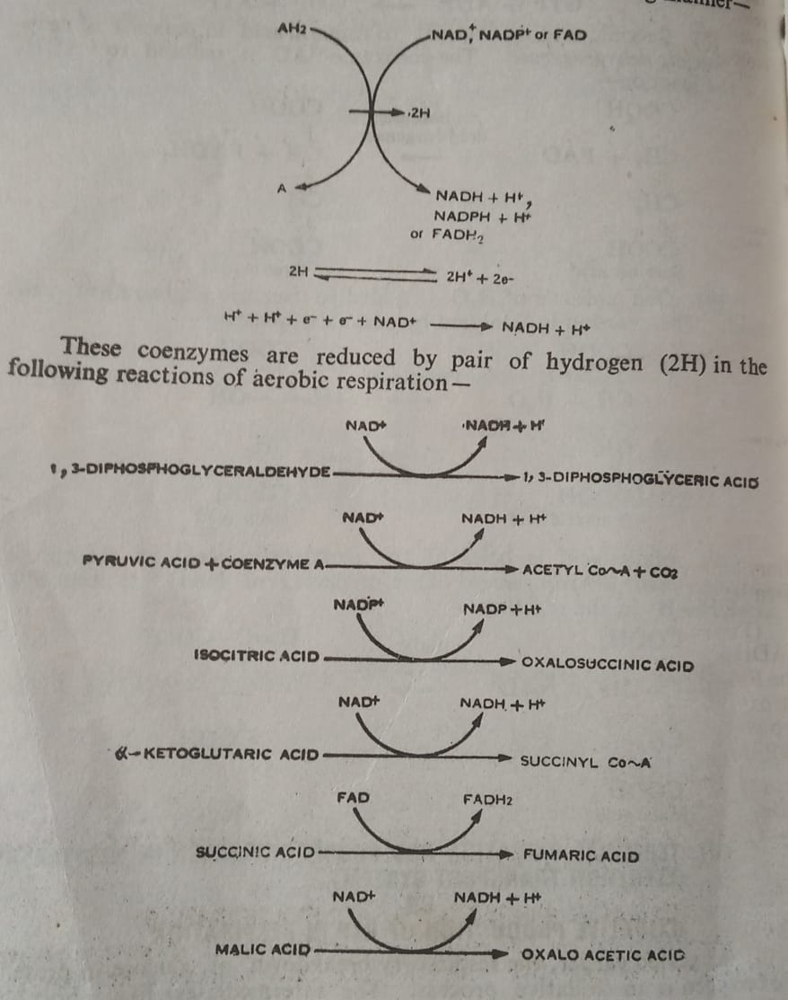 AH2 NAD+, NADP+ or FAD
2H
A
NADH + H+,
NADPH + H+
or FADH2
2H 2H+ + 2e-
H+ + H+ + e- + e- + NAD+ NADH + H+
These coenzymes are reduced by pair of hydrogen (2H) in the
following reactions of aerobic respiration—
NAD+ NADH + H+
1, 3-DIPHOSPHOGLYCERALDEHYDE 1, 3-DIPHOSPHOGLYCERIC ACID
NAD+ NADH + H+
PYRUVIC ACID + COENZYME A ACETYL Co~A + CO2
NADP+ NADP + H+
ISOCITRIC ACID OXALOSUCCINIC ACID
NAD+ NADH + H+
α-KETOGLUTARIC ACID SUCCINYL Co~A
FAD FADH2
SUCCINIC ACID FUMARIC ACID
NAD+ NADH + H+
MALIC ACID OXALO ACETIC ACID